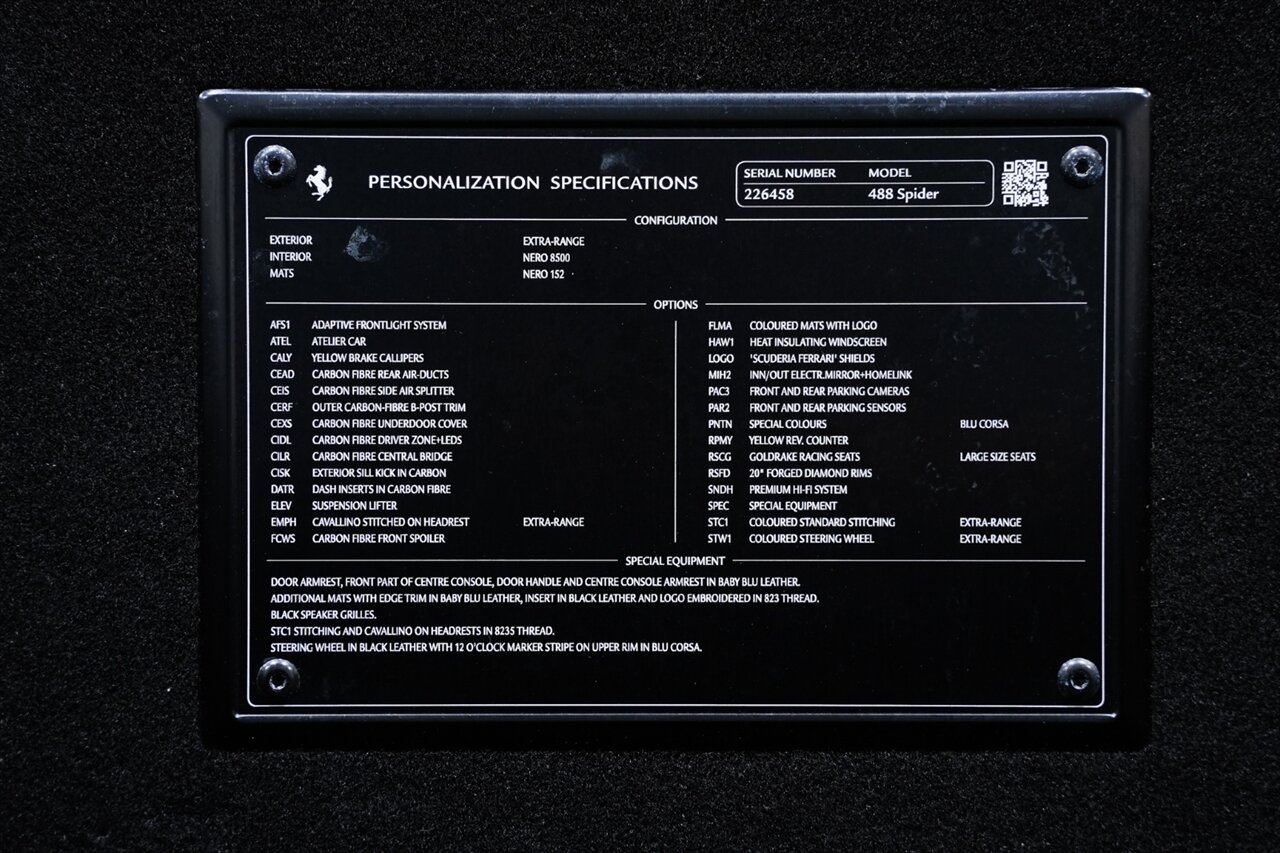 PERSONALIZATION SPECIFICATIONS
SERIAL NUMBER MODEL
226458 488 Spider
CONFIGURATION
EXTERIOR EXTRA-RANGE
INTERIOR NERO 8500
MATS NERO 152
OPTIONS
AFS1 ADAPTIVE FRONTLIGHT SYSTEM
ATEL ATELIER CAR
CALY YELLOW BRAKE CALLIPERS
CEAD CARBON FIBRE REAR AIR-DUCTS
CEIS CARBON FIBRE SIDE AIR SPLITTER
CERF OUTER CARBON-FIBRE B-POST TRIM
CEXS CARBON FIBRE UNDERDOOR COVER
CIDL CARBON FIBRE DRIVER ZONE+LEDS
CILR CARBON FIBRE CENTRAL BRIDGE
CISK EXTERIOR SILL KICK IN CARBON
DATR DASH INSERTS IN CARBON FIBRE
ELEV SUSPENSION LIFTER
EMPH CAVALLINO STITCHED ON HEADREST EXTRA-RANGE
FCWS CARBON FIBRE FRONT SPOILER
FLMA COLOURED MATS WITH LOGO
HAW1 HEAT INSULATING WINDSCREEN
LOGO 'SCUDERIA FERRARI' SHIELDS
MIH2 INN/OUT ELECTR.MIRROR+HOMELINK
PAC3 FRONT AND REAR PARKING CAMERAS
PAR2 FRONT AND REAR PARKING SENSORS
PNTN SPECIAL COLOURS BLU CORSA
RPMY YELLOW REV. COUNTER
RSCG GOLDRAKE RACING SEATS LARGE SIZE SEATS
RSFD 20" FORGED DIAMOND RIMS
SNDH PREMIUM HI-FI SYSTEM
SPEC SPECIAL EQUIPMENT
STC1 COLOURED STANDARD STITCHING EXTRA-RANGE
STW1 COLOURED STEERING WHEEL EXTRA-RANGE
SPECIAL EQUIPMENT
DOOR ARMREST, FRONT PART OF CENTRE CONSOLE, DOOR HANDLE AND CENTRE CONSOLE ARMREST IN BABY BLU LEATHER.
ADDITIONAL MATS WITH EDGE TRIM IN BABY BLU LEATHER, INSERT IN BLACK LEATHER AND LOGO EMBROIDERED IN 823 THREAD.
BLACK SPEAKER GRILLES.
STC1 STITCHING AND CAVALLINO ON HEADRESTS IN 8235 THREAD.
STEERING WHEEL IN BLACK LEATHER WITH 12 O'CLOCK MARKER STRIPE ON UPPER RIM IN BLU CORSA.